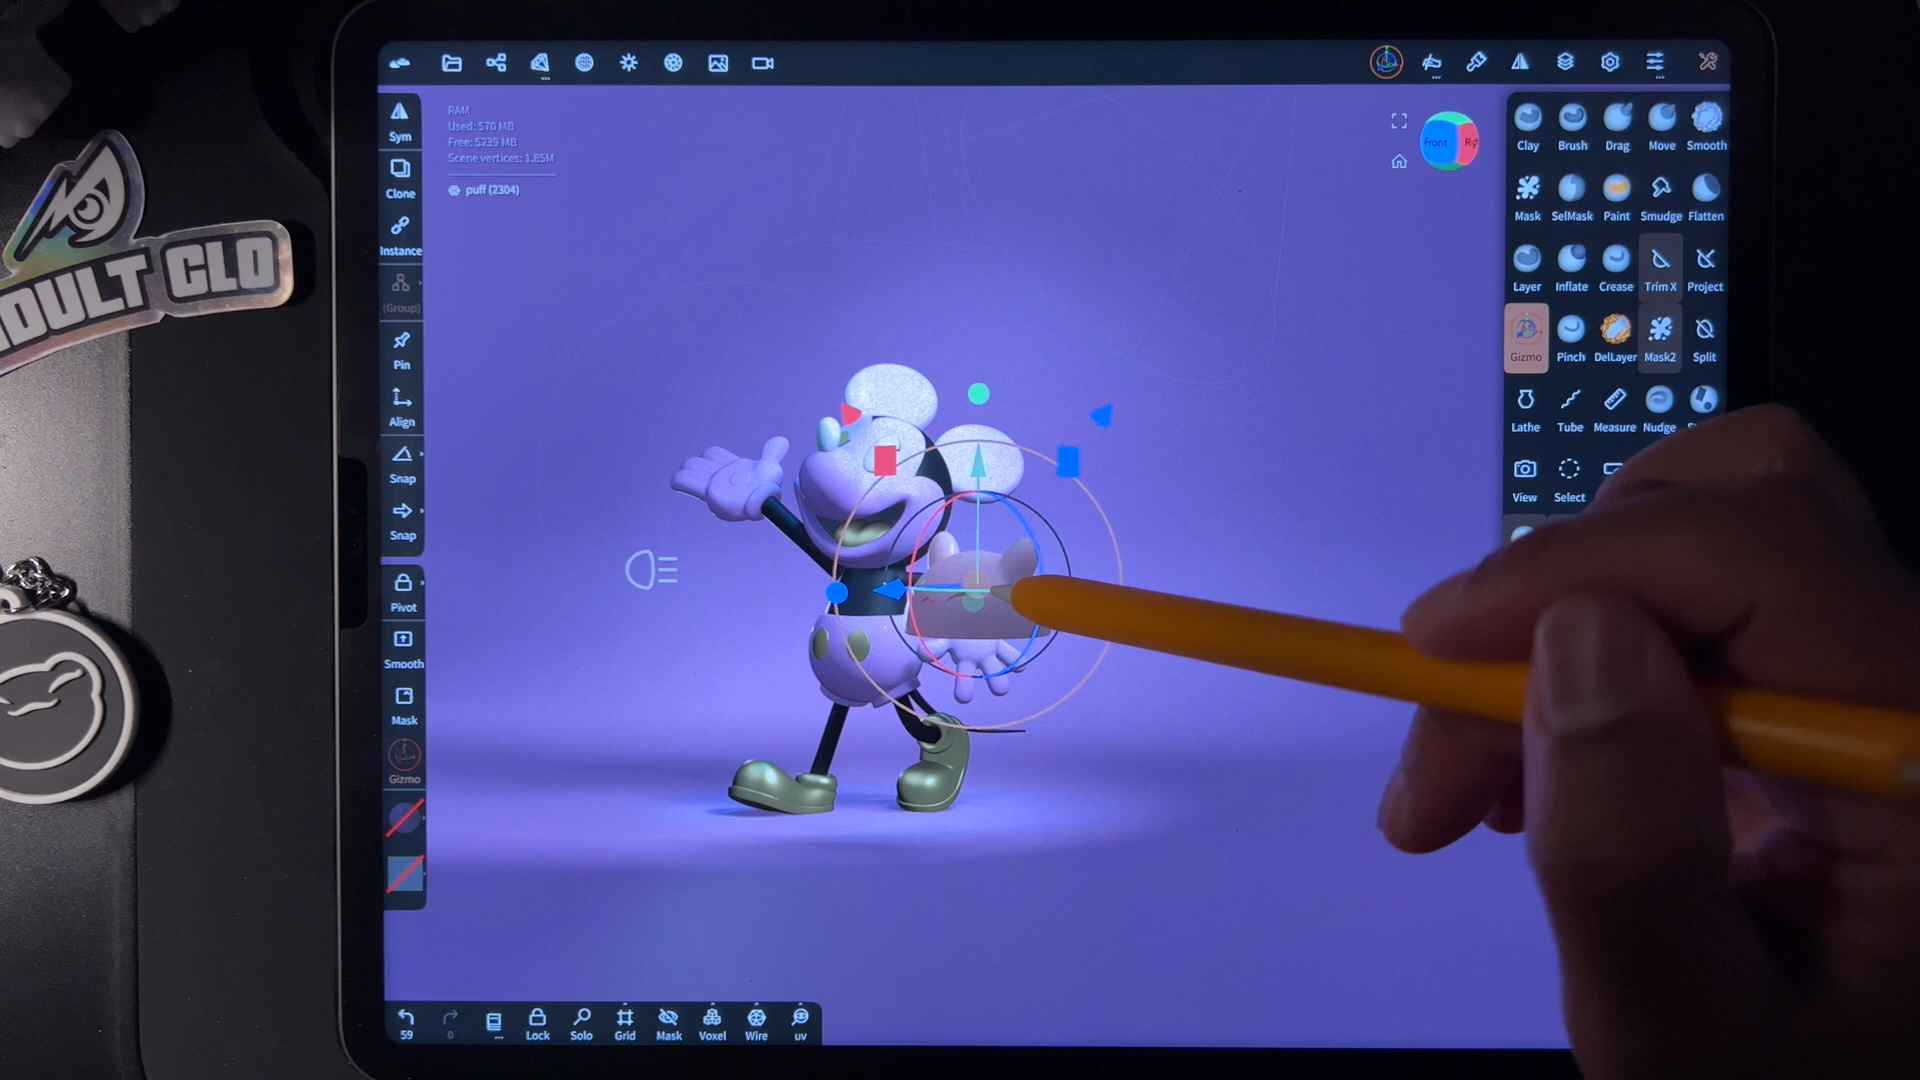 RAM
Used: 570 MB
Free: 5239 MB
Scene vertices: 1.85M
puff (2304)
Front
Sym
Clone
Instance
(Group)
Pin
Align
Snap
Snap
Pivot
Smooth
Mask
Gizmo
Clay Brush Drag Move Smooth
Mask SelMask Paint Smudge Flatten
Layer Inflate Crease Trim X Project
Gizmo Pinch DelLayer Mask2 Split
Lathe Tube Measure Nudge
View Select
59 0 Lock Solo Grid Mask Voxel Wire uv
DULT CLO